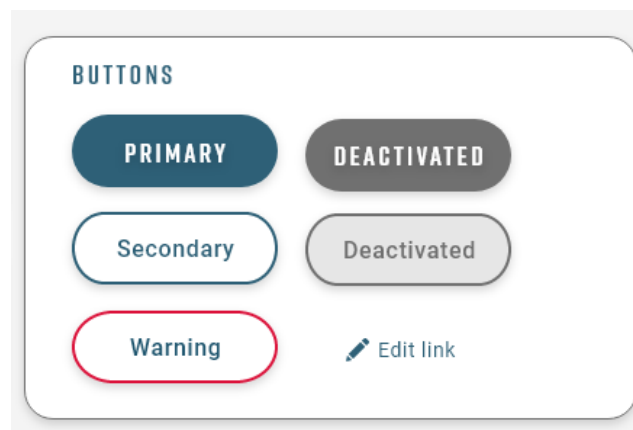 BUTTONS
PRIMARY
DEACTIVATED
Secondary
Deactivated
Warning
Edit link